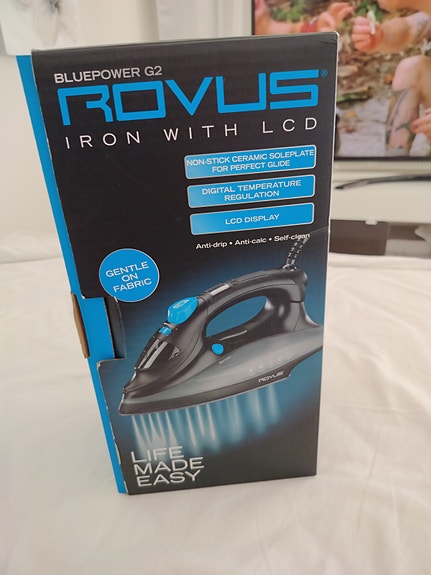 BLUEPOWER G2
ROVUS®
IRON WITH LCD
NON-STICK CERAMIC SOLEPLATE
FOR PERFECT GLIDE
DIGITAL TEMPERATURE
REGULATION
LCD DISPLAY
Anti-drip • Anti-calc • Self-clean
GENTLE
ON
FABRIC
ROVUS
LIFE
MADE
EASY